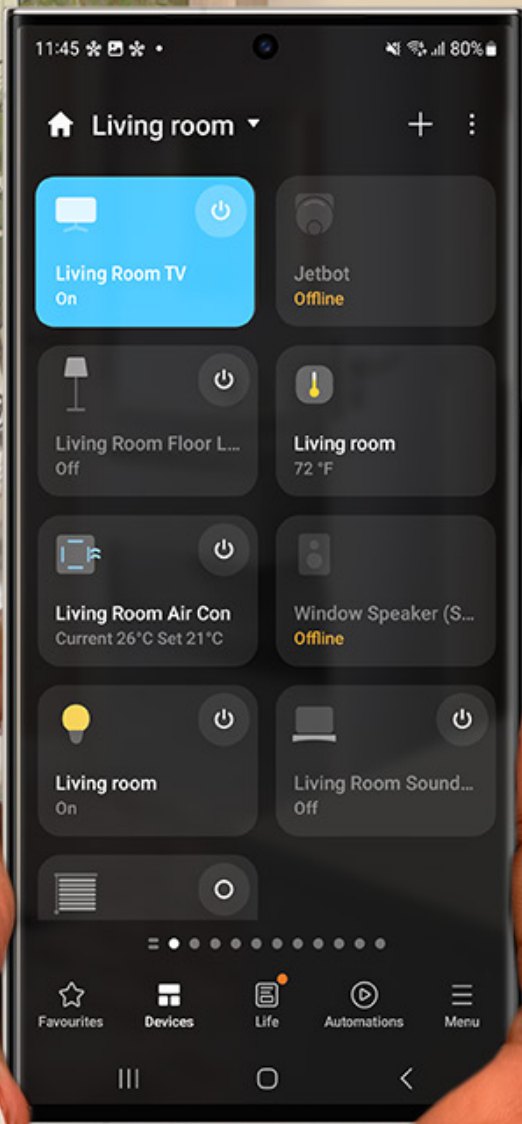 11:45
80%
Living room
Living Room TV
On
Jetbot
Offline
Living Room Floor L...
Off
Living room
72 °F
Living Room Air Con
Current 26°C Set 21°C
Window Speaker (S...
Offline
Living room
On
Living Room Sound...
Off
Favourites
Devices
Life
Automations
Menu